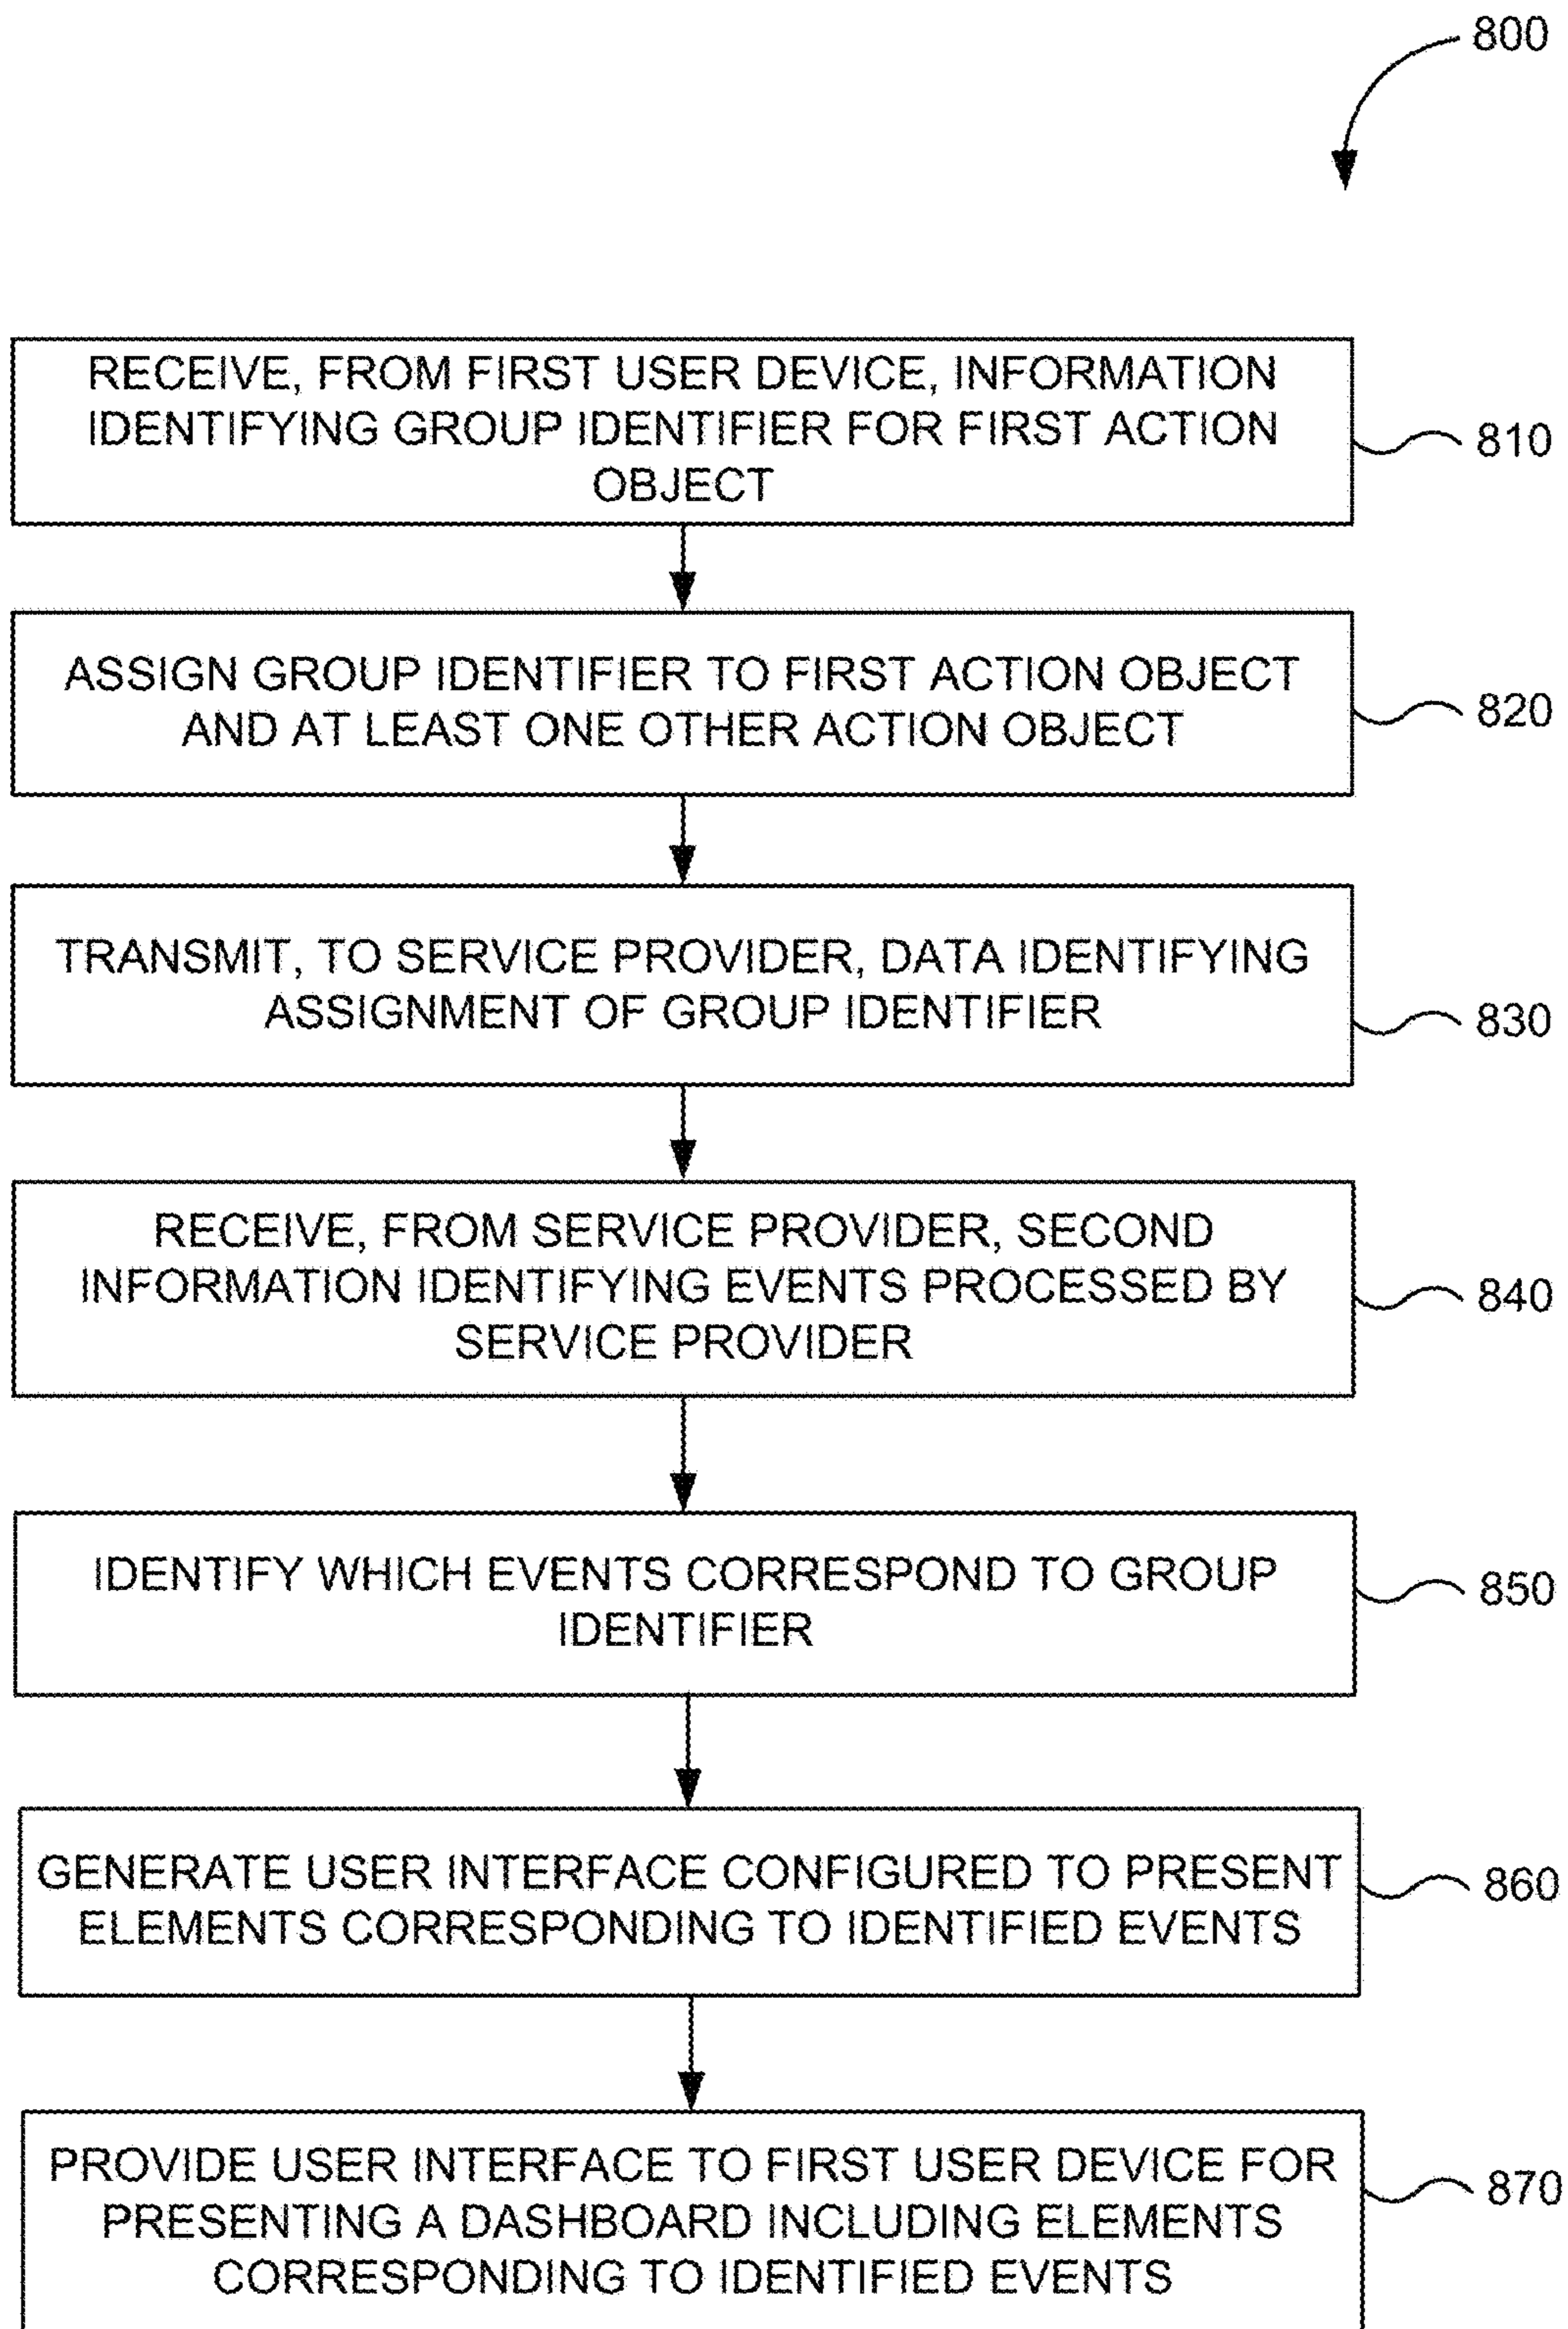 800
RECEIVE, FROM FIRST USER DEVICE, INFORMATION
IDENTIFYING GROUP IDENTIFIER FOR FIRST ACTION
OBJECT
810
ASSIGN GROUP IDENTIFIER TO FIRST ACTION OBJECT
AND AT LEAST ONE OTHER ACTION OBJECT
820
TRANSMIT, TO SERVICE PROVIDER, DATA IDENTIFYING
ASSIGNMENT OF GROUP IDENTIFIER
830
RECEIVE, FROM SERVICE PROVIDER, SECOND
INFORMATION IDENTIFYING EVENTS PROCESSED BY
SERVICE PROVIDER
840
IDENTIFY WHICH EVENTS CORRESPOND TO GROUP
IDENTIFIER
850
GENERATE USER INTERFACE CONFIGURED TO PRESENT
ELEMENTS CORRESPONDING TO IDENTIFIED EVENTS
860
PROVIDE USER INTERFACE TO FIRST USER DEVICE FOR
PRESENTING A DASHBOARD INCLUDING ELEMENTS
CORRESPONDING TO IDENTIFIED EVENTS
870